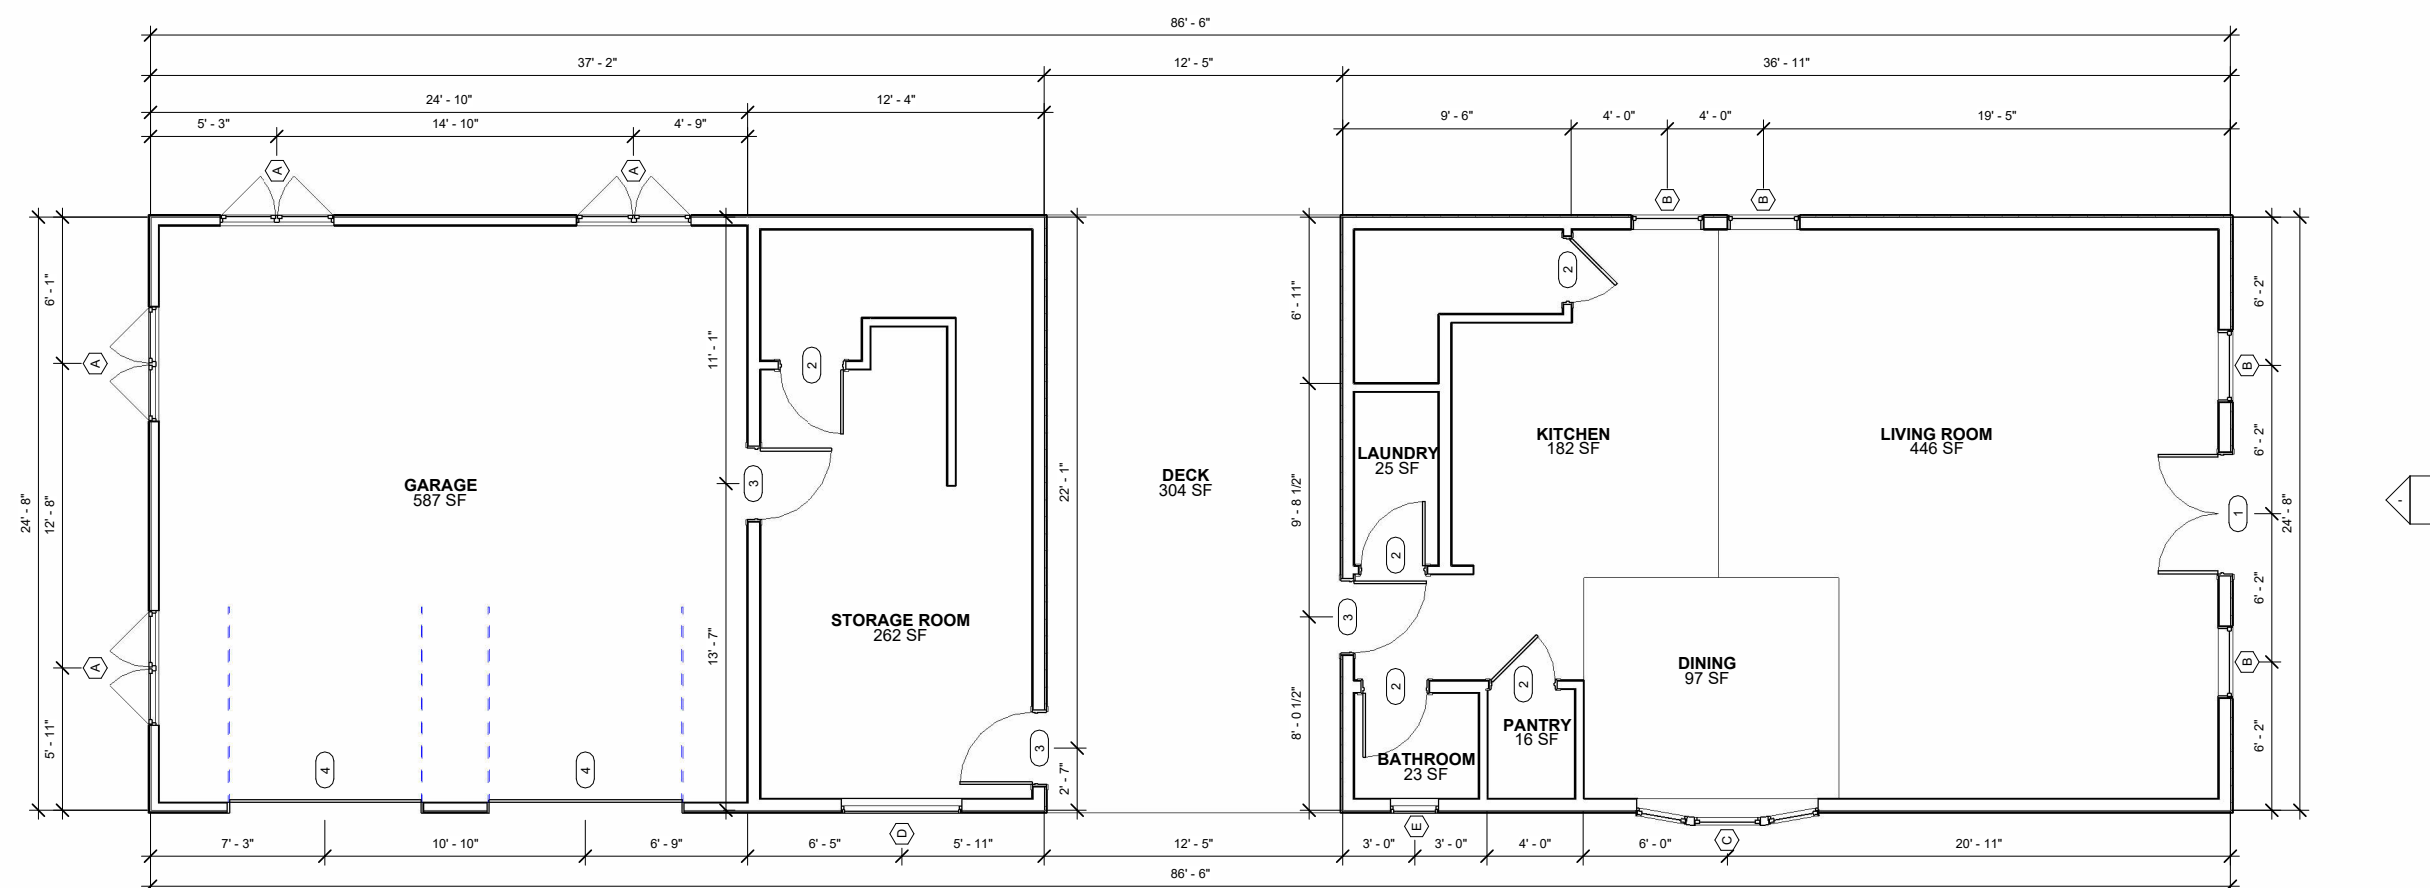 86' - 6"
37' - 2"
12' - 5"
36' - 11"
24' - 10"
12' - 4"
5' - 3"
14' - 10"
4' - 9"
9' - 6"
4' - 0"
4' - 0"
19' - 5"
A
A
B
B
24' - 8"
6' - 1"
12' - 8"
5' - 11"
A
A
11' - 1"
13' - 7"
2
3
GARAGE
587 SF
STORAGE ROOM
262 SF
4
4
3
22' - 1"
2' - 7"
DECK
304 SF
6' - 11"
9' - 8 1/2"
8' - 0 1/2"
2
LAUNDRY
25 SF
KITCHEN
182 SF
LIVING ROOM
446 SF
2
3
2
2
DINING
97 SF
PANTRY
16 SF
BATHROOM
23 SF
6' - 2"
B
6' - 2"
1
24' - 8"
6' - 2"
B
6' - 2"
-
D
E
C
7' - 3"
10' - 10"
6' - 9"
6' - 5"
5' - 11"
12' - 5"
3' - 0"
3' - 0"
4' - 0"
6' - 0"
20' - 11"
86' - 6"